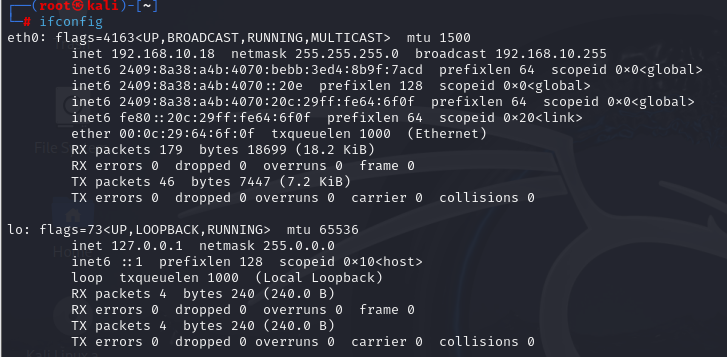 ┌──(root㉿kali)-[~]
└─# ifconfig
eth0: flags=4163<UP,BROADCAST,RUNNING,MULTICAST>  mtu 1500
        inet 192.168.10.18  netmask 255.255.255.0  broadcast 192.168.10.255
        inet6 2409:8a38:a4b:4070:bebb:3ed4:8b9f:7acd  prefixlen 64  scopeid 0×0<global>
        inet6 2409:8a38:a4b:4070::20e  prefixlen 128  scopeid 0×0<global>
        inet6 2409:8a38:a4b:4070:20c:29ff:fe64:6f0f  prefixlen 64  scopeid 0×0<global>
        inet6 fe80::20c:29ff:fe64:6f0f  prefixlen 64  scopeid 0×20<link>
        ether 00:0c:29:64:6f:0f  txqueuelen 1000  (Ethernet)
        RX packets 179  bytes 18699 (18.2 KiB)
        RX errors 0  dropped 0  overruns 0  frame 0
        TX packets 46  bytes 7447 (7.2 KiB)
        TX errors 0  dropped 0 overruns 0  carrier 0  collisions 0

lo: flags=73<UP,LOOPBACK,RUNNING>  mtu 65536
        inet 127.0.0.1  netmask 255.0.0.0
        inet6 ::1  prefixlen 128  scopeid 0×10<host>
        loop  txqueuelen 1000  (Local Loopback)
        RX packets 4  bytes 240 (240.0 B)
        RX errors 0  dropped 0  overruns 0  frame 0
        TX packets 4  bytes 240 (240.0 B)
        TX errors 0  dropped 0 overruns 0  carrier 0  collisions 0